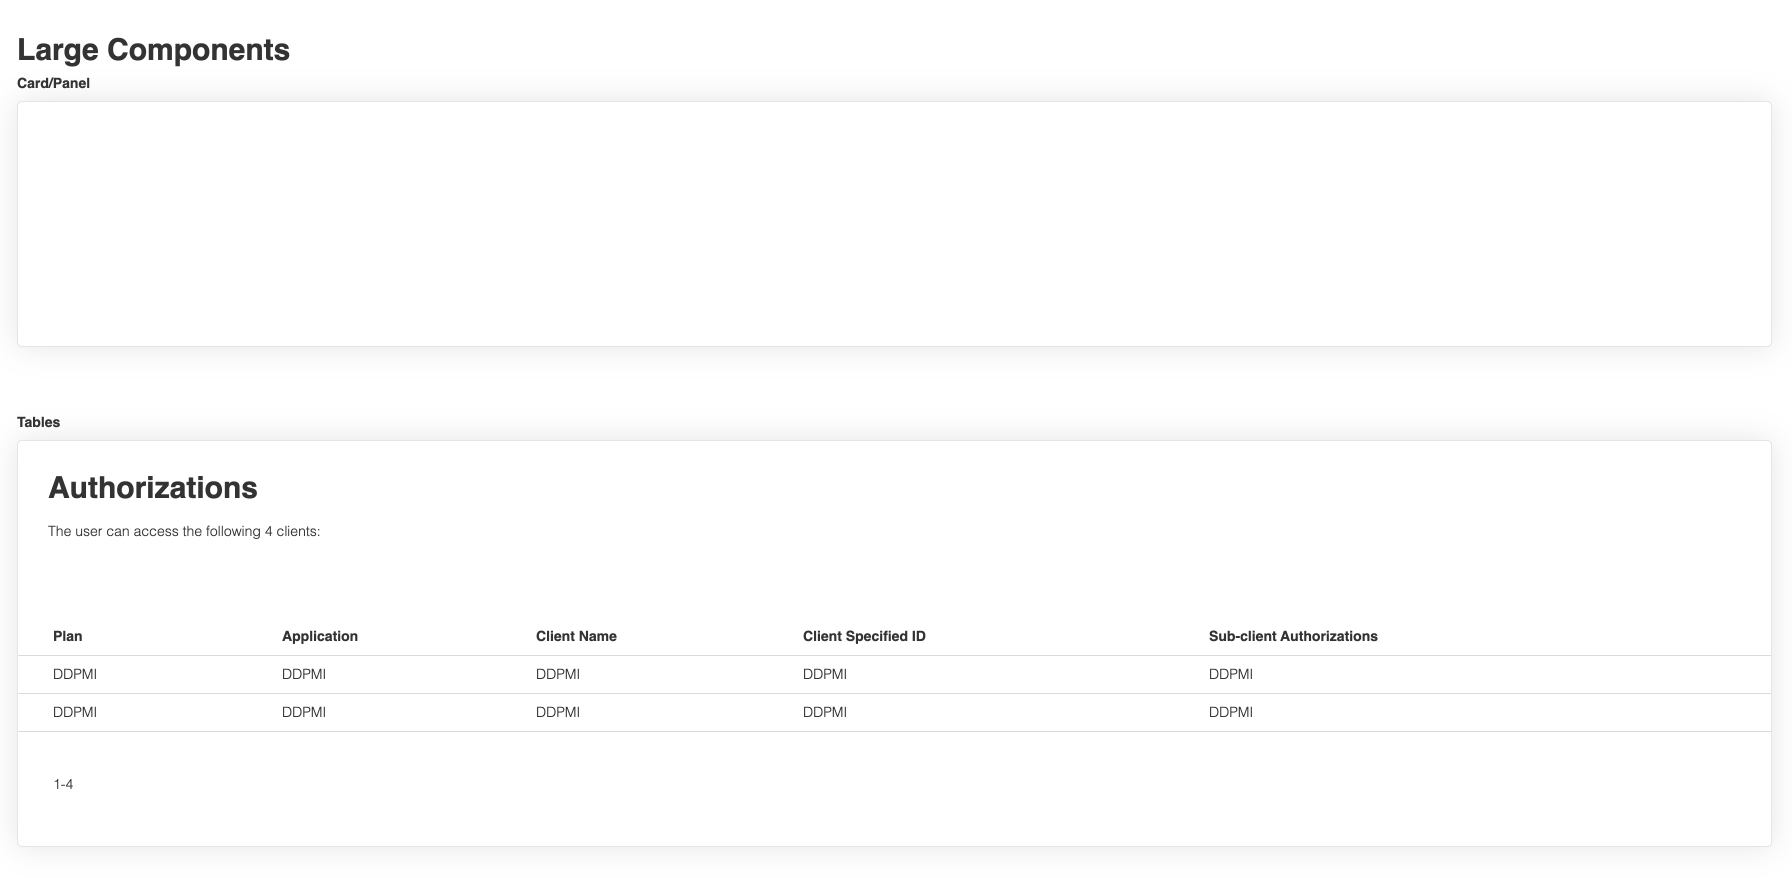 Large Components
Card/Panel
Tables
Authorizations
The user can access the following 4 clients:
Plan Application Client Name Client Specified ID Sub-client Authorizations
DDPMI DDPMI DDPMI DDPMI DDPMI
DDPMI DDPMI DDPMI DDPMI DDPMI
1-4